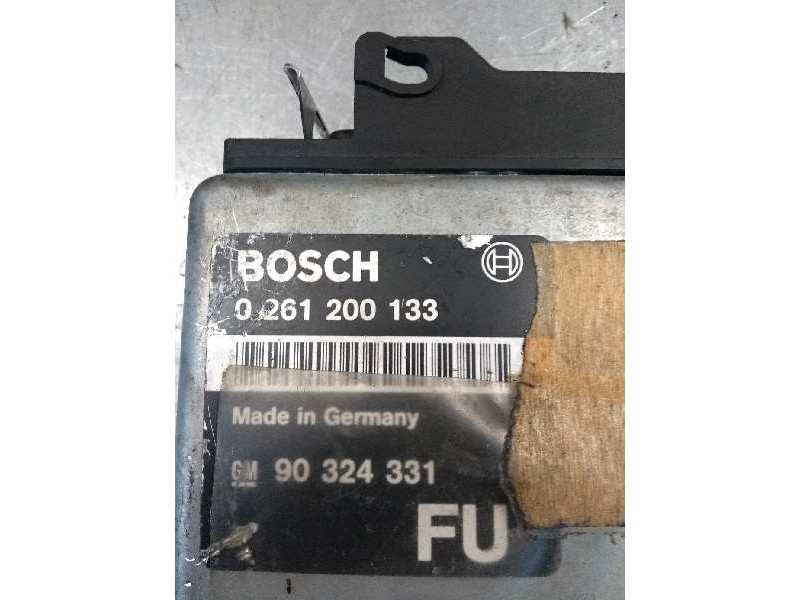 BOSCH
0 261 200 133
Made in Germany
GM 90 324 331
FU